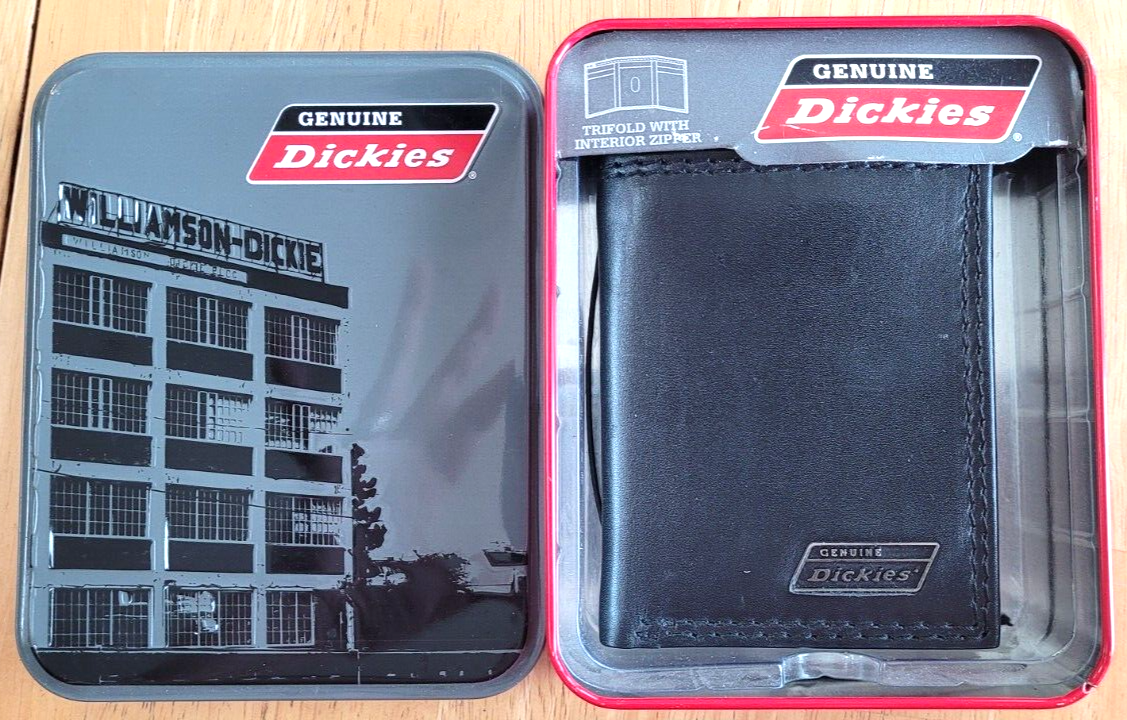 GENUINE
Dickies®
WILLIAMSON-DICKIE
WILLIAMSON
TRIFOLD WITH
INTERIOR ZIPPER
GENUINE
Dickies®
GENUINE
Dickies